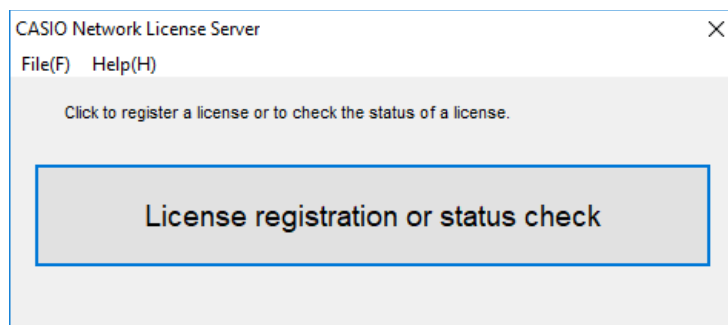 CASIO Network License Server
File(F) Help(H)
Click to register a license or to check the status of a license.
License registration or status check